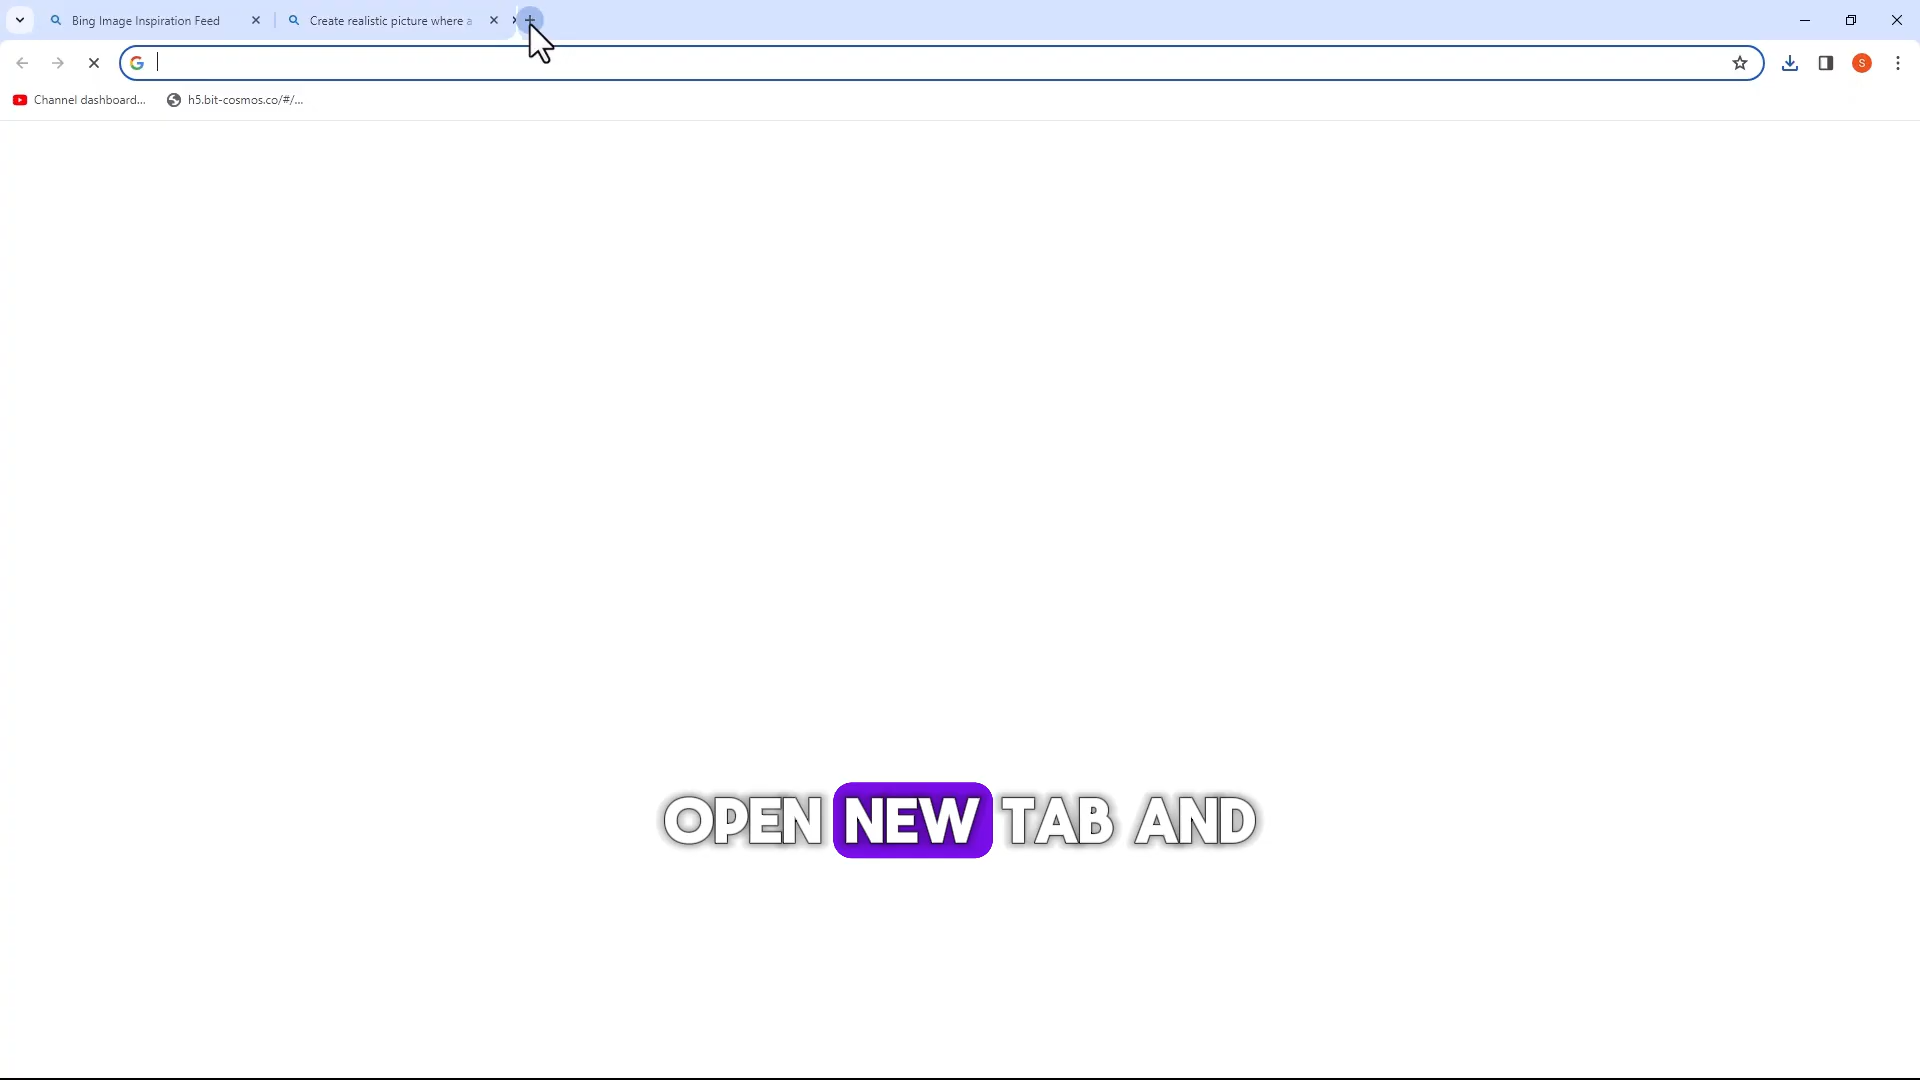 Bing Image Inspiration Feed
Create realistic picture where a
Channel dashboard...
h5.bit-cosmos.co/#/...
S
OPEN NEW TAB AND